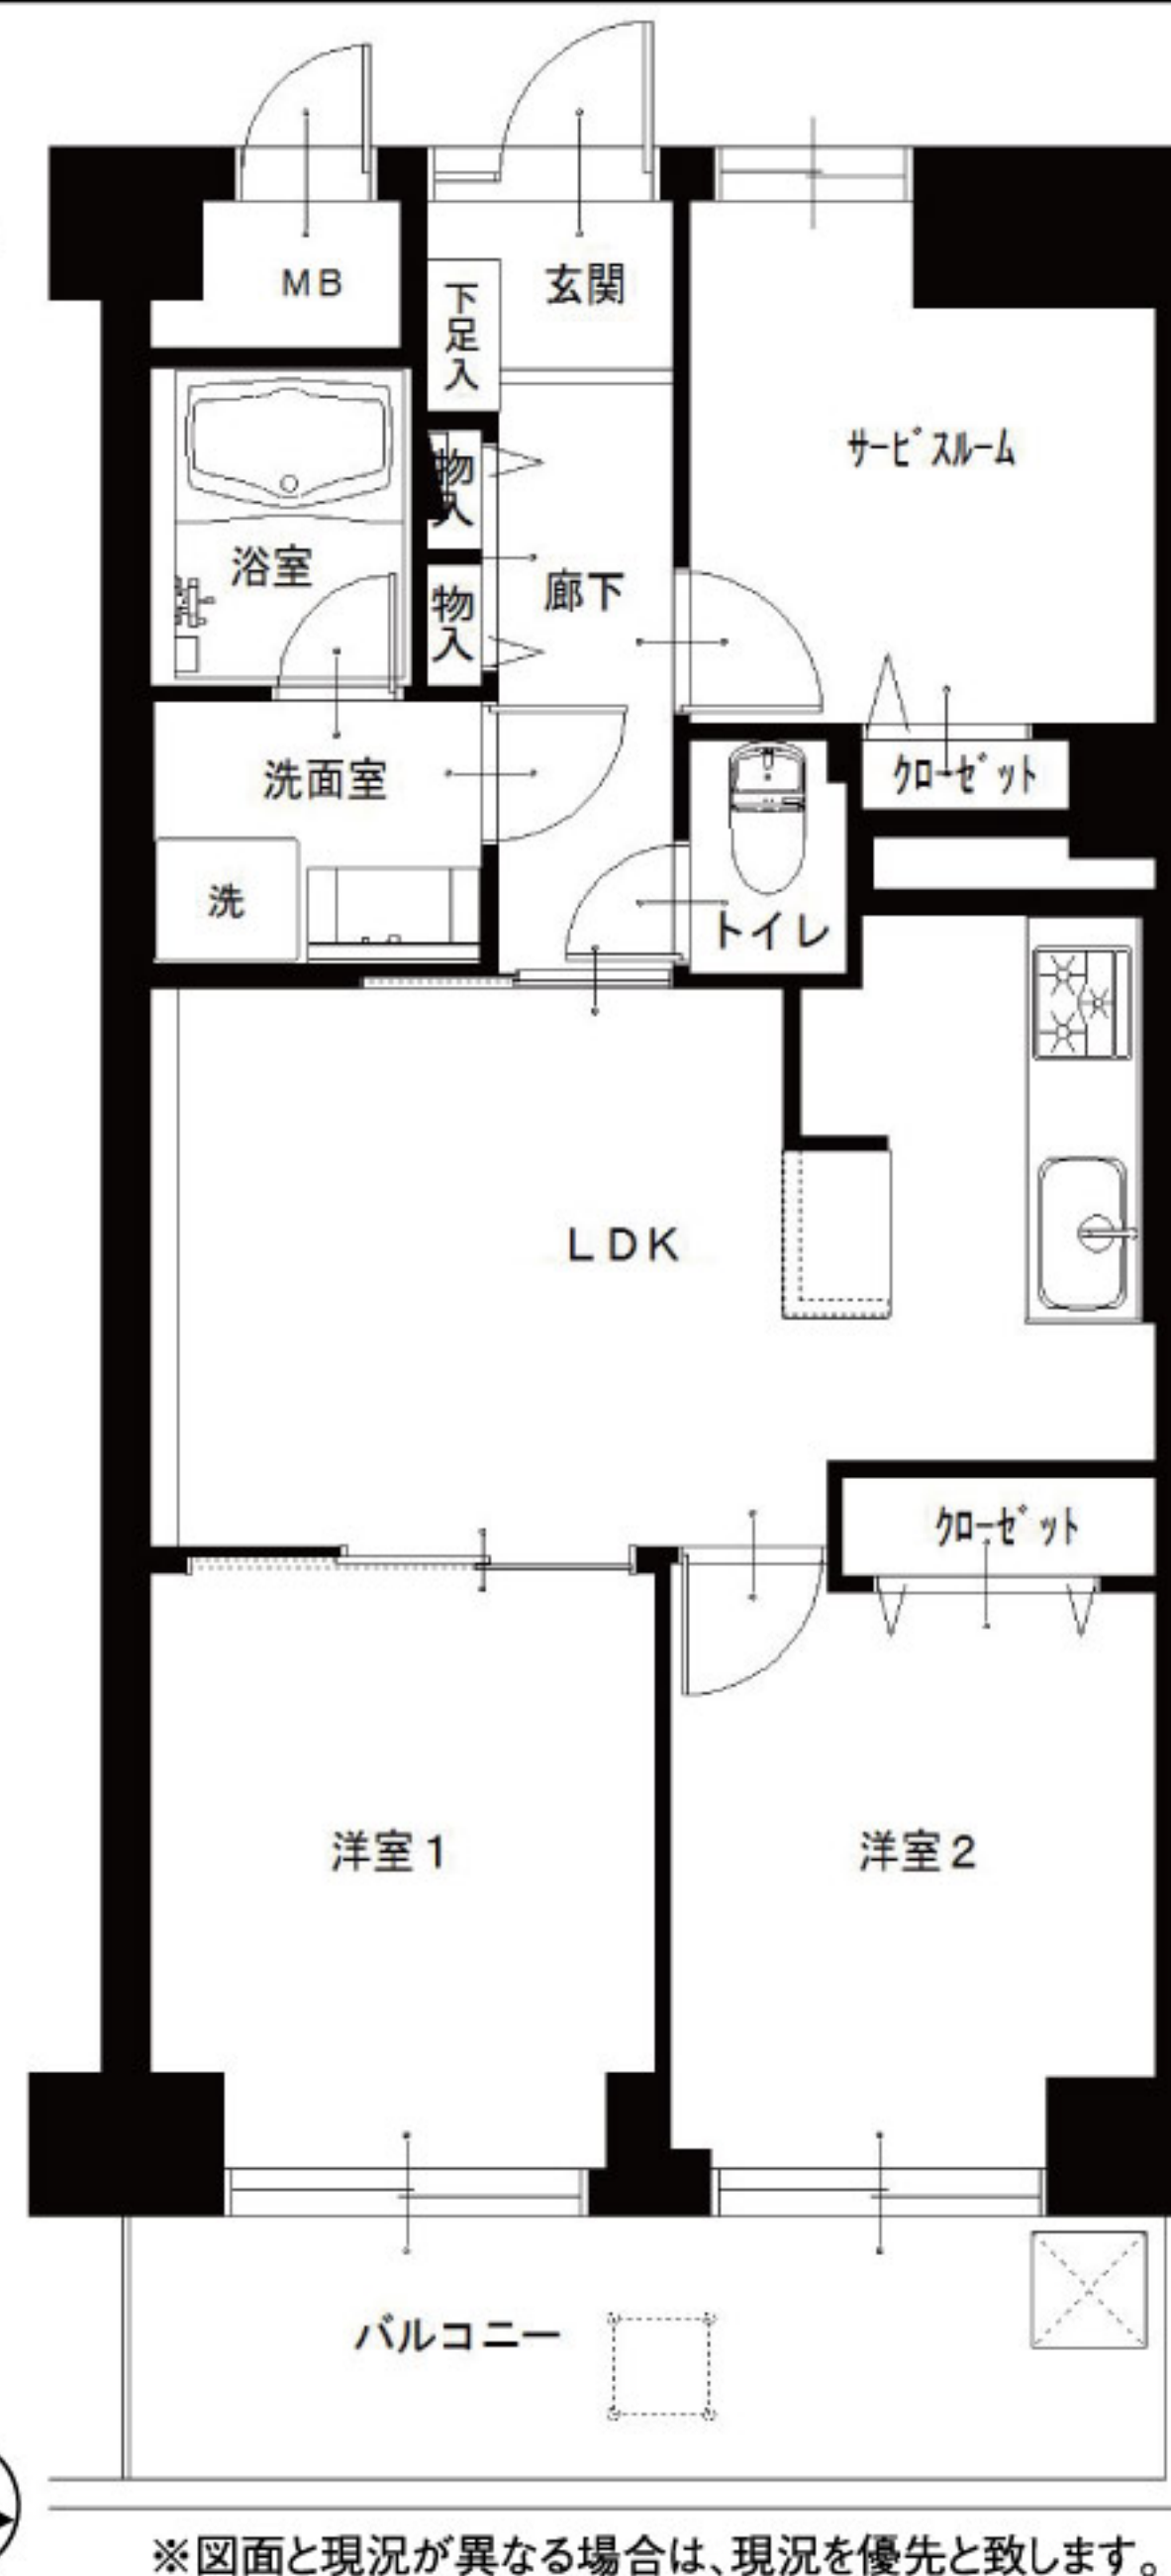 MB
玄関
下足入
サービスルーム
物入
浴室
廊下
物入
洗面室
クローゼット
洗
トイレ
LDK
クローゼット
洋室1
洋室2
バルコニー
※図面と現況が異なる場合は、現況を優先と致します。